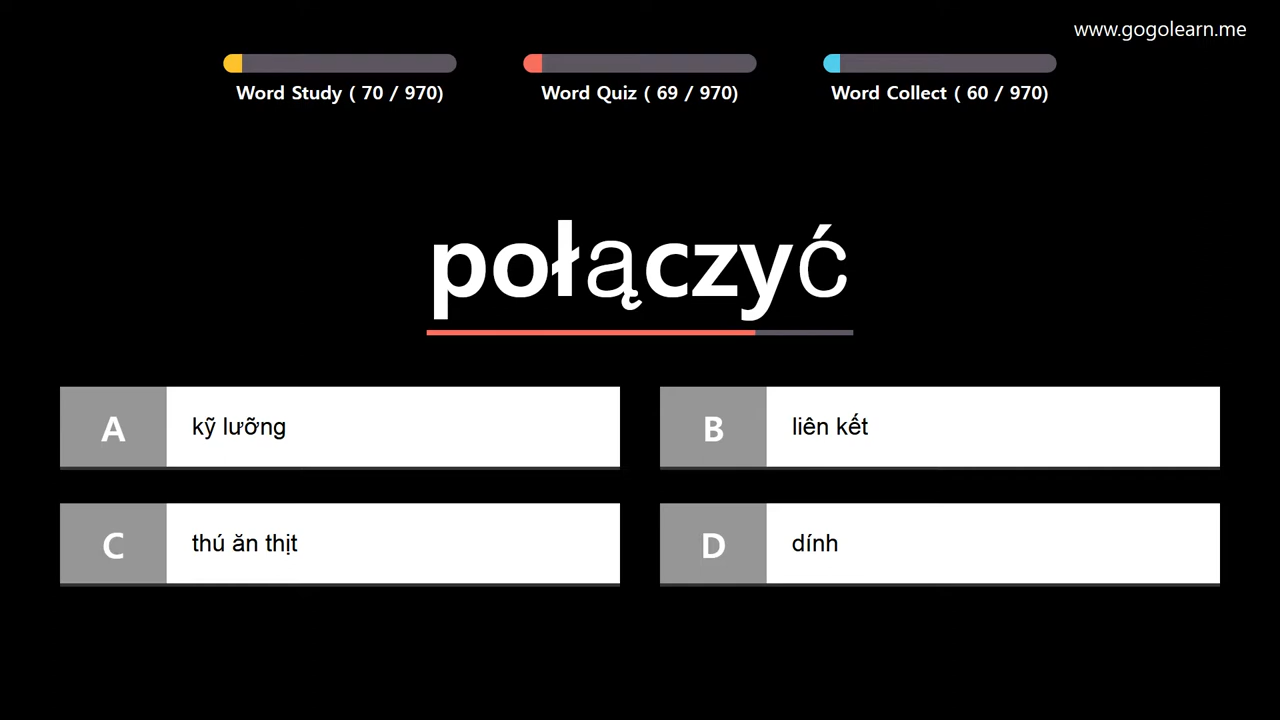 www.gogolearn.me
Word Study ( 70 / 970)
Word Quiz ( 69 / 970)
Word Collect ( 60 / 970)
połączyć
A
kỹ lưỡng
B
liên kết
C
thú ăn thịt
D
dính